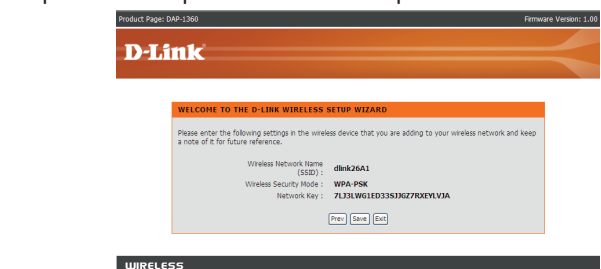 Product Page: DAP-1360 Firmware Version: 1.00
D-Link
WELCOME TO THE D-LINK WIRELESS SETUP WIZARD
Please enter the following settings in the wireless device that you are adding to your wireless network and keep
a note of it for future reference.
Wireless Network Name
(SSID) : dlink26A1
Wireless Security Mode : WPA-PSK
Network Key : 7LJ3LWG1ED33SJJGZ7RXEYLVJA
Prev Save Exit
WIRELESS